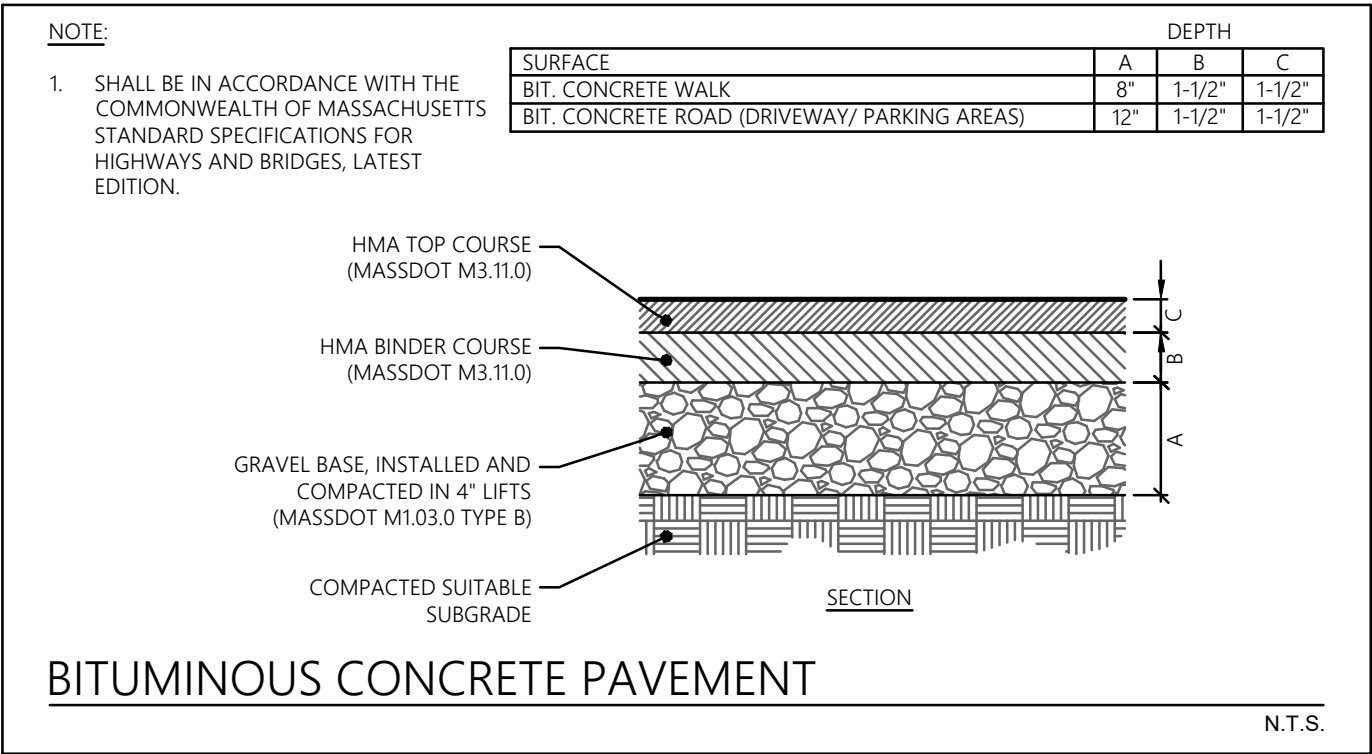 NOTE:
1. SHALL BE IN ACCORDANCE WITH THE
COMMONWEALTH OF MASSACHUSETTS
STANDARD SPECIFICATIONS FOR
HIGHWAYS AND BRIDGES, LATEST
EDITION.
DEPTH
SURFACE A B C
BIT. CONCRETE WALK 8" 1-1/2" 1-1/2"
BIT. CONCRETE ROAD (DRIVEWAY/ PARKING AREAS) 12" 1-1/2" 1-1/2"
HMA TOP COURSE
(MASSDOT M3.11.0)
HMA BINDER COURSE
(MASSDOT M3.11.0)
GRAVEL BASE, INSTALLED AND
COMPACTED IN 4" LIFTS
(MASSDOT M1.03.0 TYPE B)
COMPACTED SUITABLE
SUBGRADE
C
B
A
SECTION
BITUMINOUS CONCRETE PAVEMENT
N.T.S.